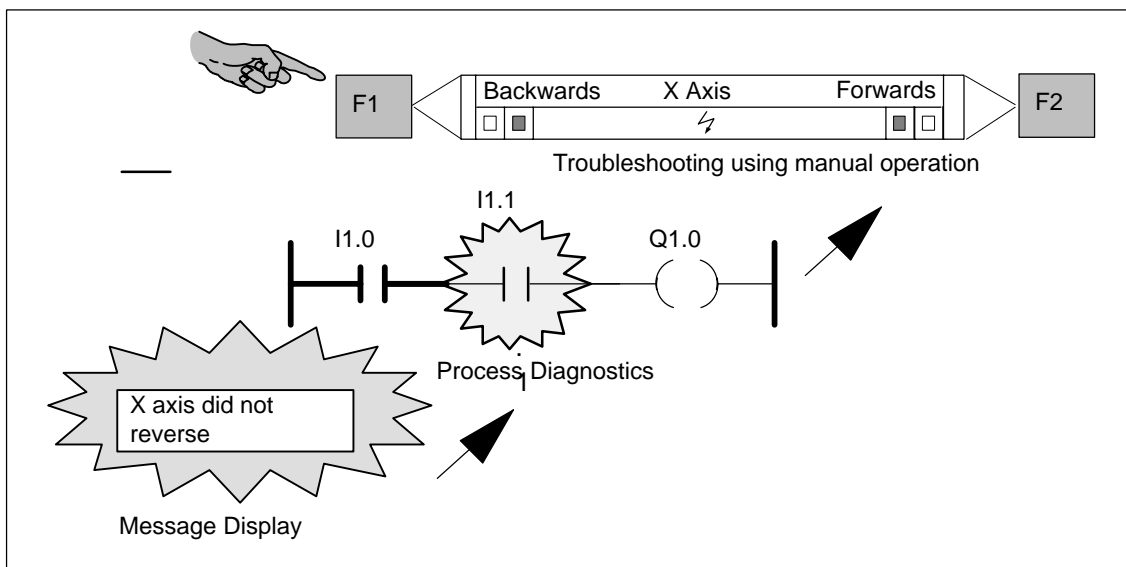 F1
Backwards X Axis Forwards
F2
Troubleshooting using manual operation
I1.1
I1.0
Q1.0
Process Diagnostics
1
X axis did not
reverse
Message Display